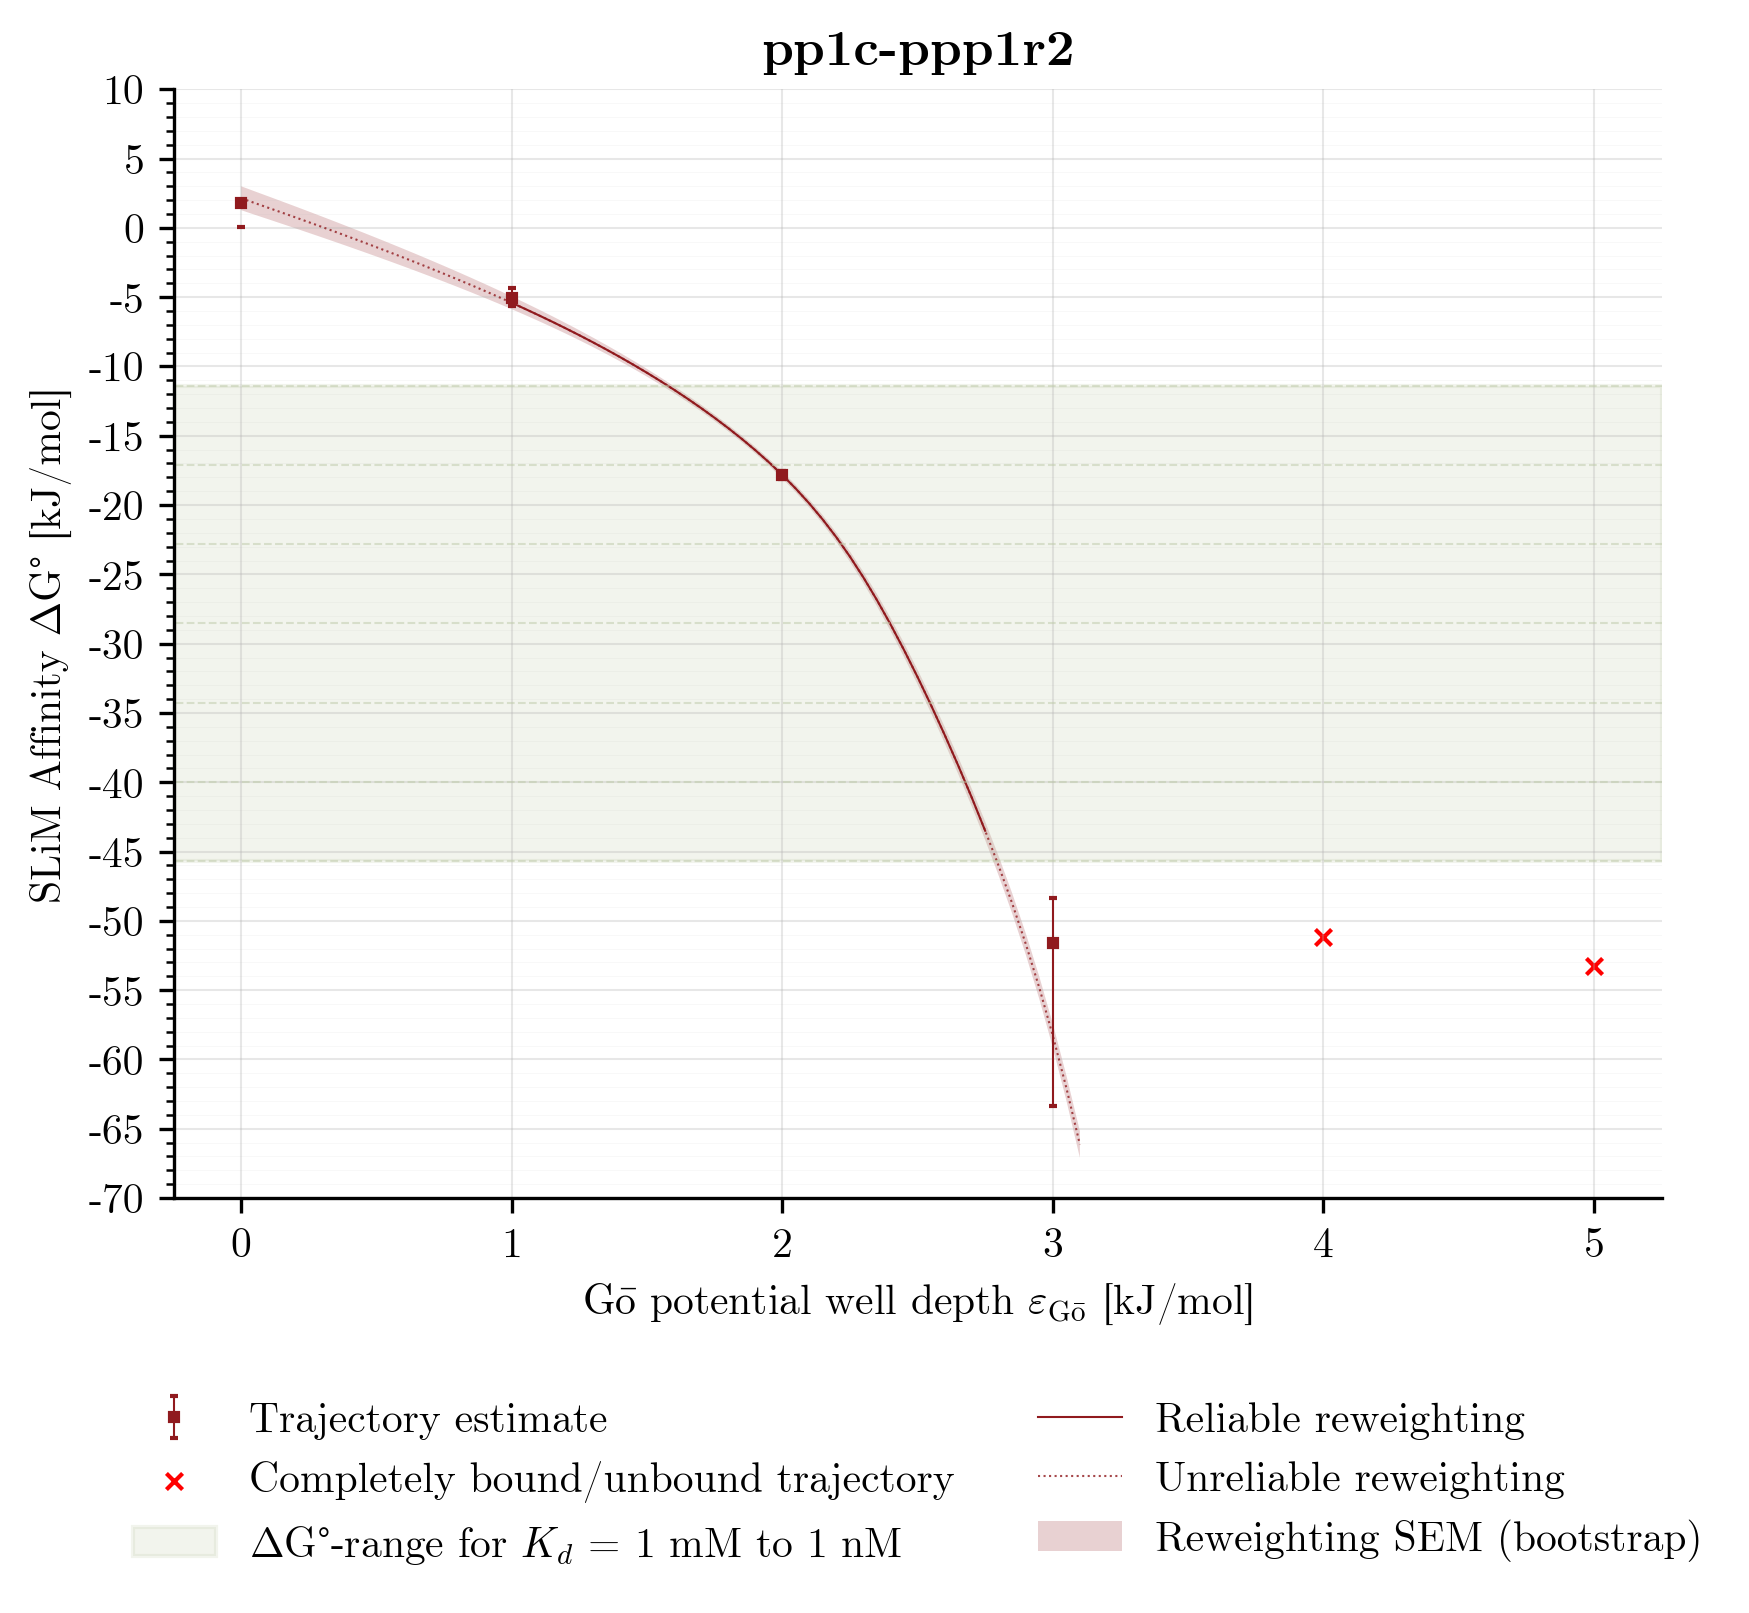 pp1c-ppp1r2
10
5
0
-5
-10
-15
-20
-25
-30
-35
-40
-45
-50
-55
-60
-65
-70
SLiM Affinity ΔG° [kJ/mol]
0 1 2 3 4 5
Gō potential well depth εGō [kJ/mol]
Trajectory estimate
Completely bound/unbound trajectory
ΔG°-range for Kd = 1 mM to 1 nM
Reliable reweighting
Unreliable reweighting
Reweighting SEM (bootstrap)